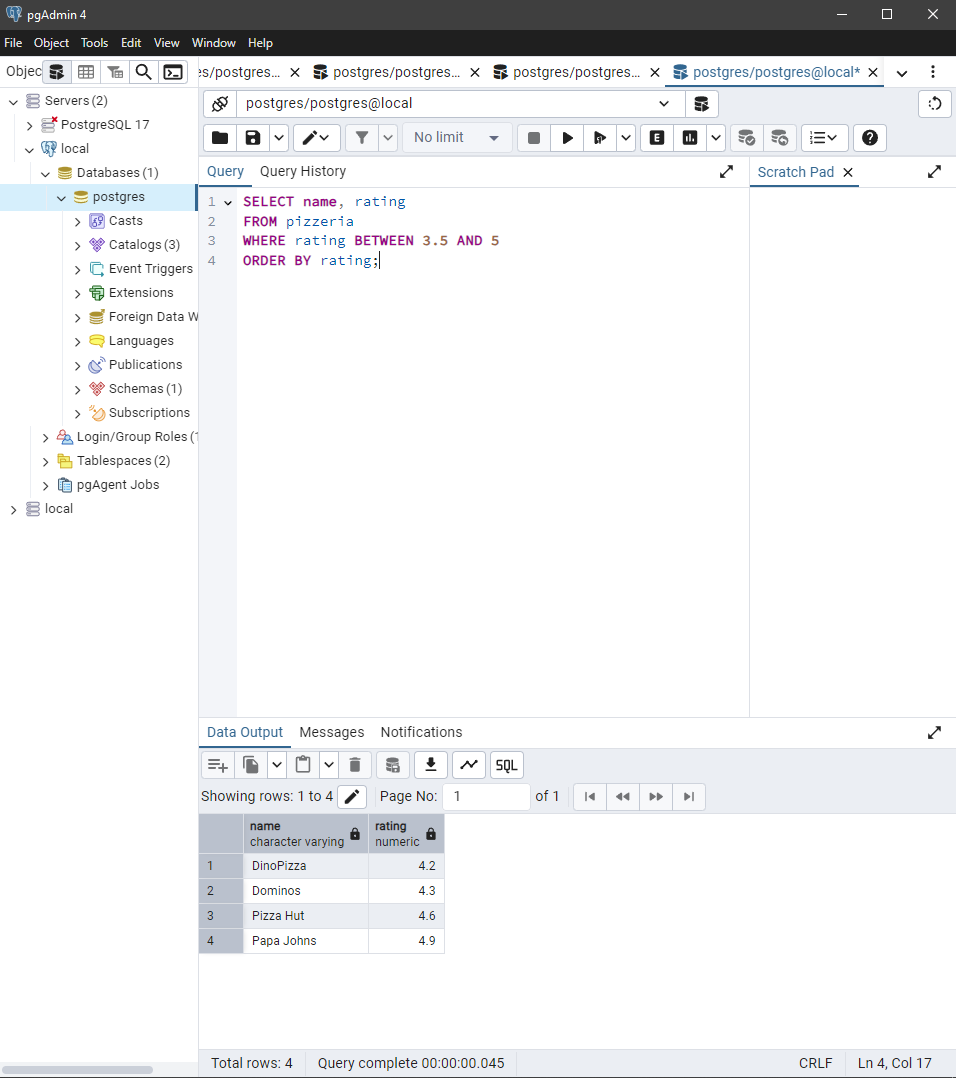 pgAdmin 4
File Object Tools Edit View Window Help
Objec
es/postgres... postgres/postgres... postgres/postgres... postgres/postgres@local*
postgres/postgres@local
No limit
E
Servers (2)
PostgreSQL 17
local
Databases (1)
postgres
Casts
Catalogs (3)
Event Triggers
Extensions
Foreign Data W
Languages
Publications
Schemas (1)
Subscriptions
Login/Group Roles (1
Tablespaces (2)
pgAgent Jobs
local
Query Query History
Scratch Pad
1 SELECT name, rating
2 FROM pizzeria
3 WHERE rating BETWEEN 3.5 AND 5
4 ORDER BY rating;
Data Output Messages Notifications
SQL
Showing rows: 1 to 4 Page No: 1 of 1
name rating
character varying numeric
1 DinoPizza 4.2
2 Dominos 4.3
3 Pizza Hut 4.6
4 Papa Johns 4.9
Total rows: 4 Query complete 00:00:00.045 CRLF Ln 4, Col 17